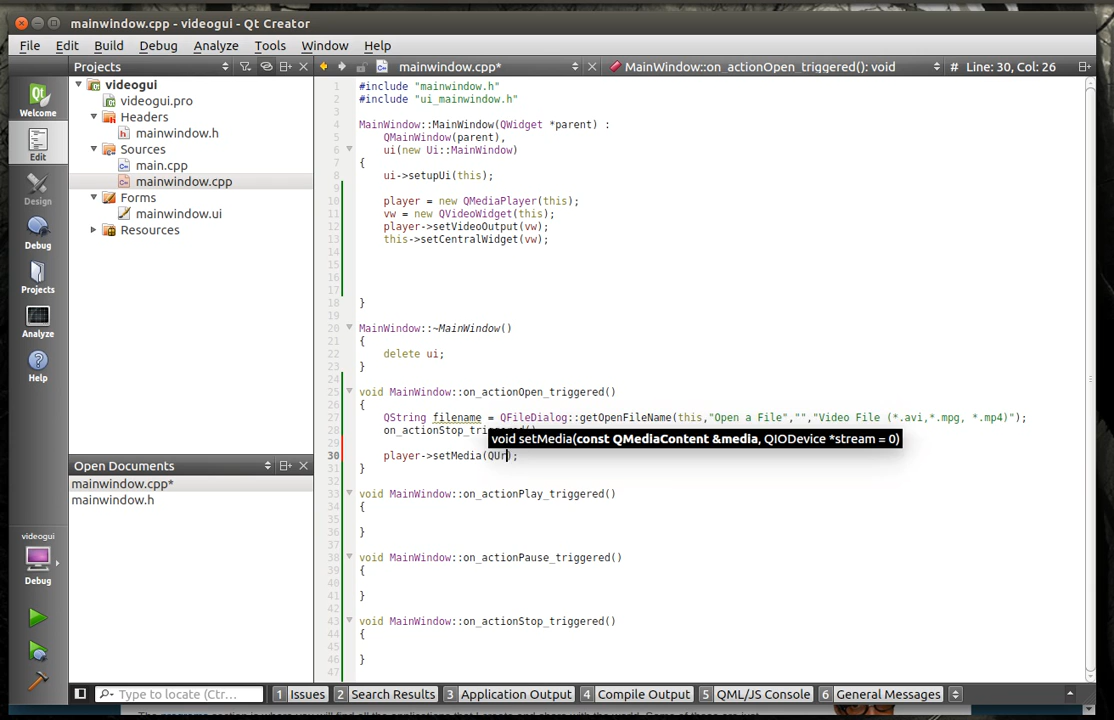 mainwindow.cpp - videogui - Qt Creator
File Edit Build Debug Analyze Tools Window Help
Projects mainwindow.cpp* MainWindow::on_actionOpen_triggered(): void # Line: 30, Col: 26
Welcome
Edit
Design
Debug
Projects
Analyze
Help
videogui
Debug
videogui
videogui.pro
Headers
mainwindow.h
Sources
main.cpp
mainwindow.cpp
Forms
mainwindow.ui
Resources
Open Documents
mainwindow.cpp*
mainwindow.h
1 #include "mainwindow.h"
2 #include "ui_mainwindow.h"
3
4 MainWindow::MainWindow(QWidget *parent) :
5 QMainWindow(parent),
6 ui(new Ui::MainWindow)
7 {
8 ui->setupUi(this);
9
10 player = new QMediaPlayer(this);
11 vw = new QVideoWidget(this);
12 player->setVideoOutput(vw);
13 this->setCentralWidget(vw);
14
15
16
17
18 }
19
20 MainWindow::~MainWindow()
21 {
22 delete ui;
23 }
24
25 void MainWindow::on_actionOpen_triggered()
26 {
27 QString filename = QFileDialog::getOpenFileName(this,"Open a File","","Video File (*.avi,*.mpg, *.mp4)");
28 on_actionStop_triggered()
void setMedia(const QMediaContent &media, QIODevice *stream = 0)
29
30 player->setMedia(QUr);
31 }
32
33 void MainWindow::on_actionPlay_triggered()
34 {
35
36 }
37
38 void MainWindow::on_actionPause_triggered()
39 {
40
41 }
42
43 void MainWindow::on_actionStop_triggered()
44 {
45
46 }
47
Type to locate (Ctr... 1 Issues 2 Search Results 3 Application Output 4 Compile Output 5 QML/JS Console 6 General Messages